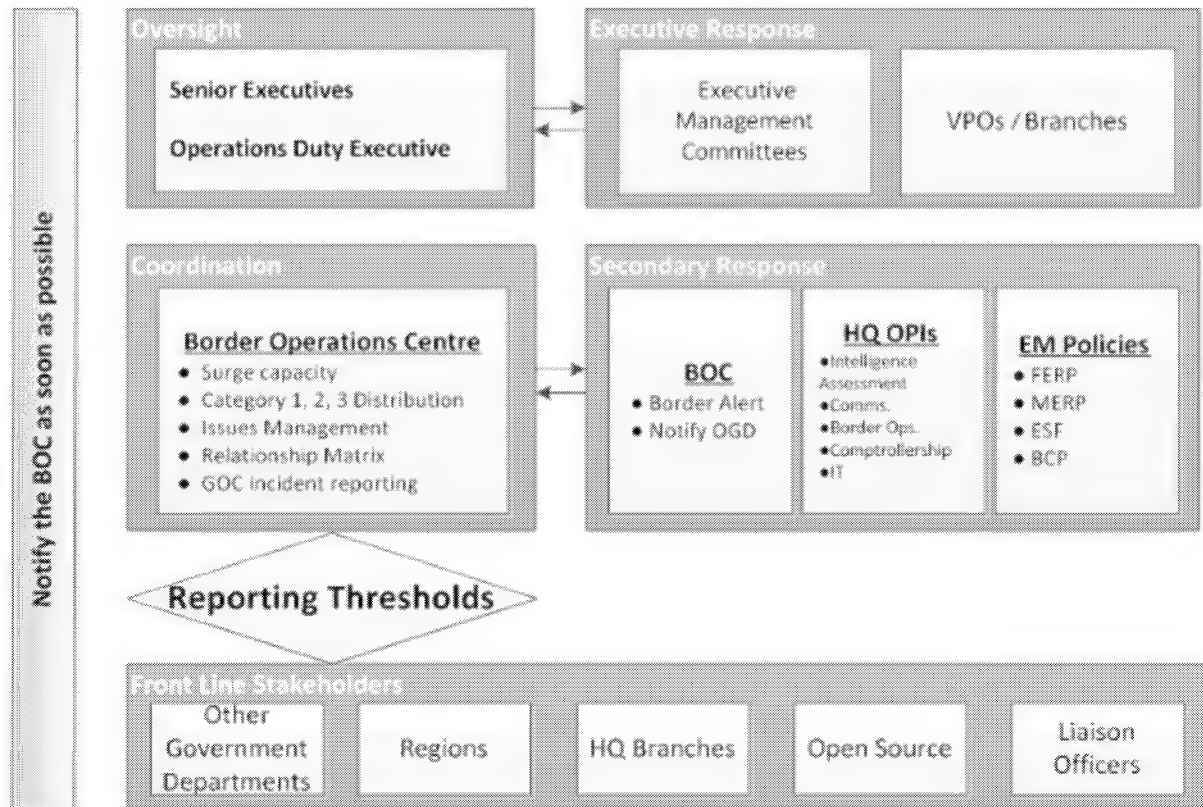 Notify the BOC as soon as possible
Oversight
Senior Executives
Operations Duty Executive
Executive Response
Executive
Management
Committees
VPOs / Branches
Coordination
Border Operations Centre
● Surge capacity
● Category 1, 2, 3 Distribution
● Issues Management
● Relationship Matrix
● GOC incident reporting
Secondary Response
BOC
● Border Alert
● Notify OGD
HQ OPIs
●Intelligence
Assessment
●Comms.
●Border Ops.
●Comptrollership
●IT
EM Policies
● FERP
● MERP
● ESF
● BCP
Reporting Thresholds
Front Line Stakeholders
Other
Government
Departments
Regions
HQ Branches
Open Source
Liaison
Officers